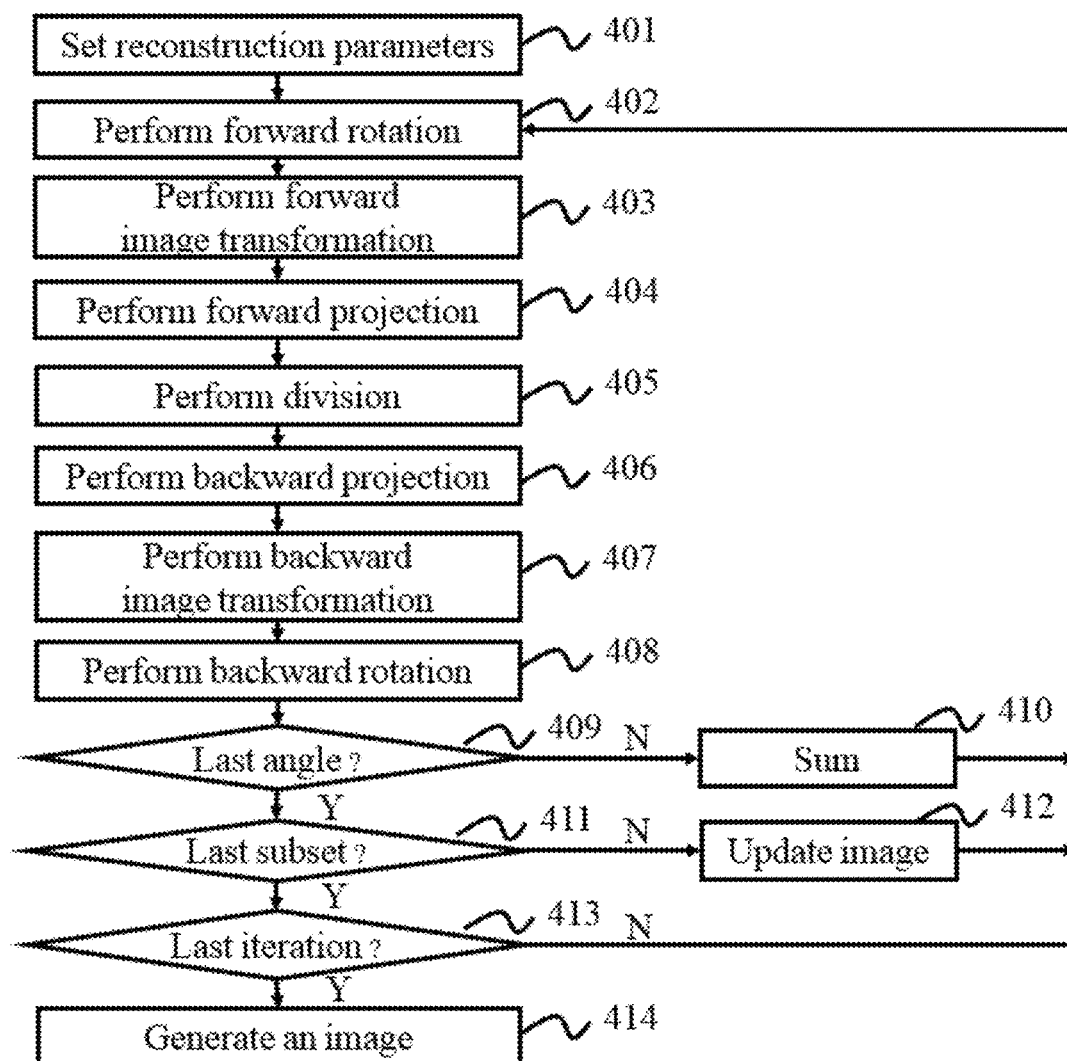 Set reconstruction parameters
401
Perform forward rotation
402
Perform forward
image transformation
403
Perform forward projection
404
Perform division
405
Perform backward projection
406
Perform backward
image transformation
407
Perform backward rotation
408
Last angle ?
409
N
Sum
410
Y
Last subset ?
411
N
Update image
412
Y
Last iteration ?
413
N
Y
Generate an image
414